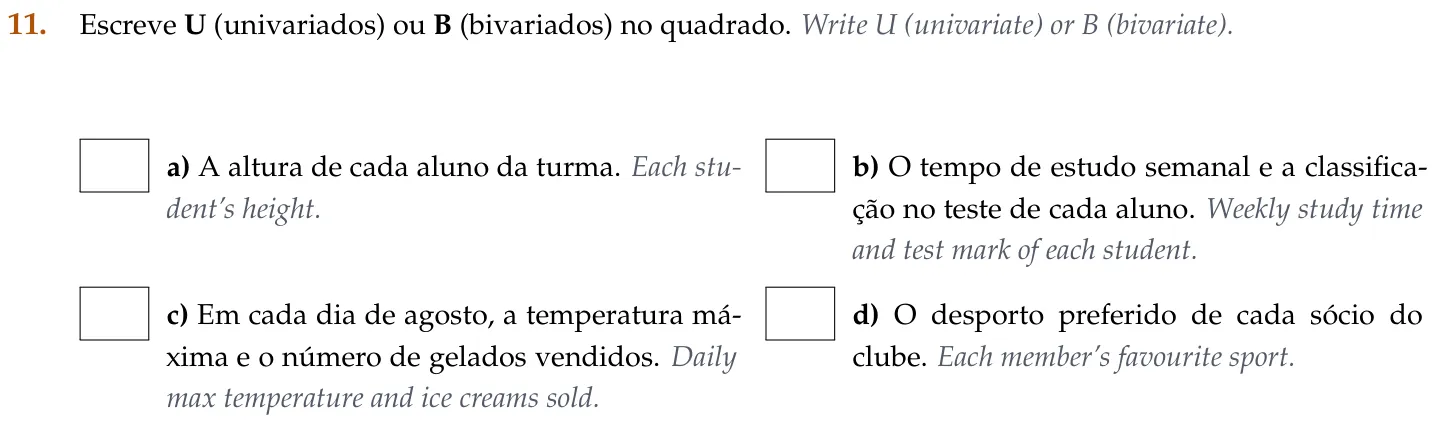 11. Escreve U (univariados) ou B (bivariados) no quadrado. Write U (univariate) or B (bivariate).
a) A altura de cada aluno da turma. Each stu-
dent's height.
b) O tempo de estudo semanal e a classifica-
ção no teste de cada aluno. Weekly study time
and test mark of each student.
c) Em cada dia de agosto, a temperatura má-
xima e o número de gelados vendidos. Daily
max temperature and ice creams sold.
d) O desporto preferido de cada sócio do
clube. Each member's favourite sport.